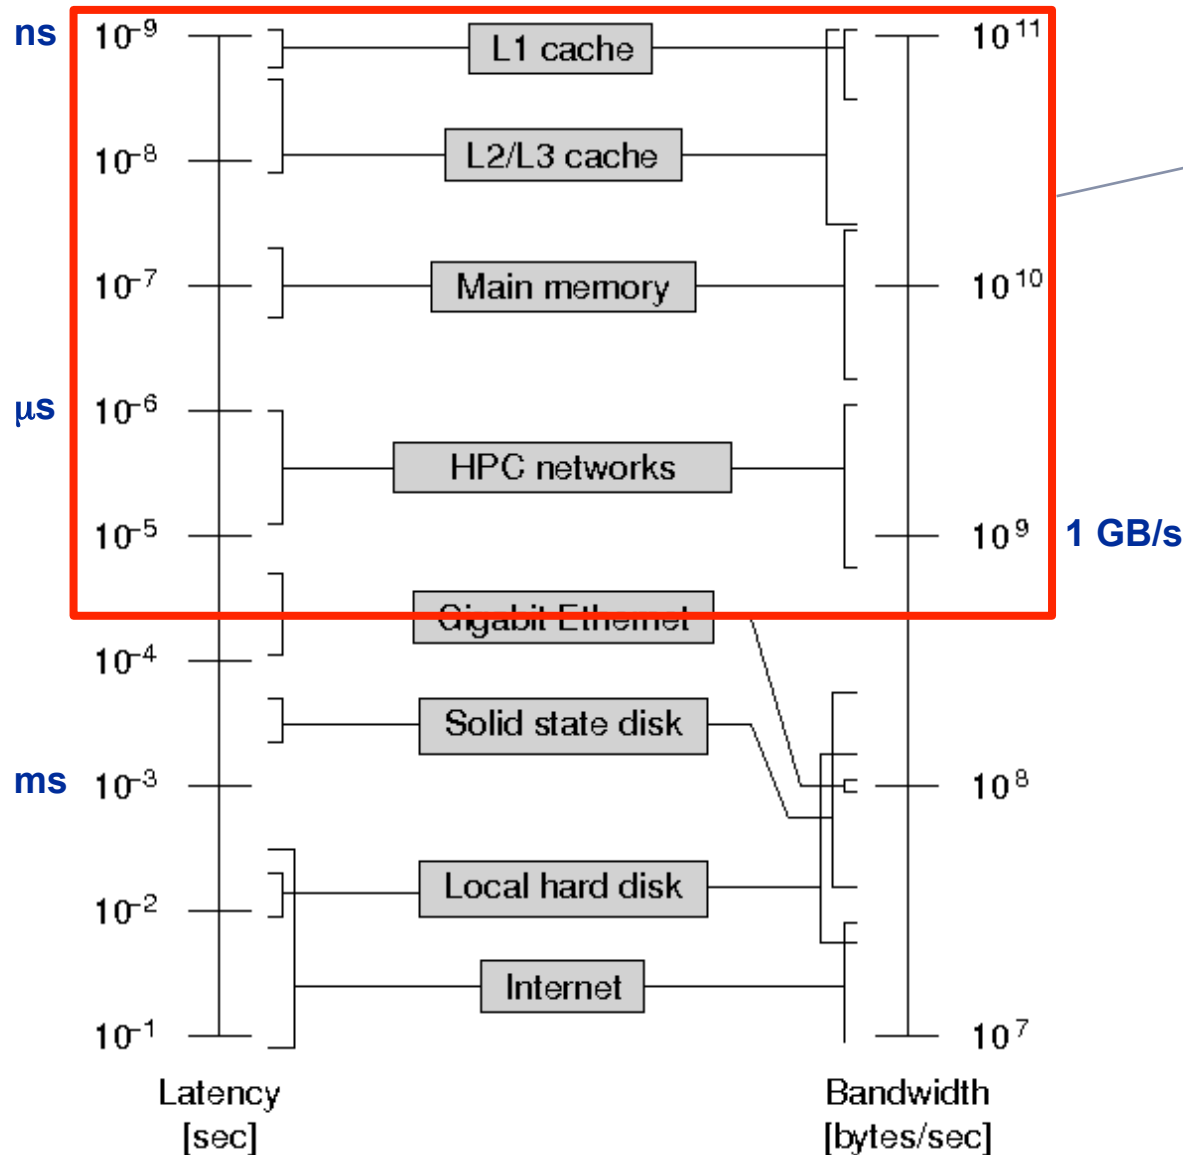 ns 10⁻⁹ L1 cache 10¹¹
10⁻⁸ L2/L3 cache
10⁻⁷ Main memory 10¹⁰
μs 10⁻⁶
HPC networks
10⁻⁵ 10⁹ 1 GB/s
Gigabit Ethernet
10⁻⁴
Solid state disk
ms 10⁻³ 10⁸
Local hard disk
10⁻²
Internet
10⁻¹ 10⁷
Latency Bandwidth
[sec] [bytes/sec]